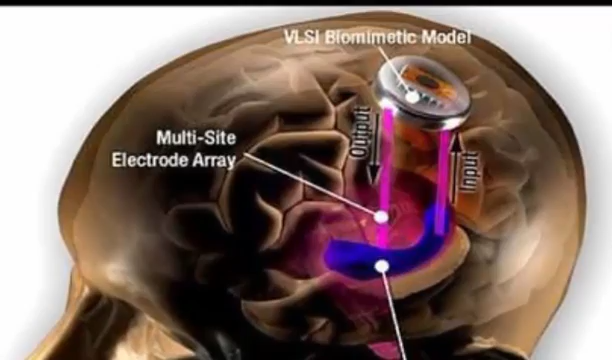 VLSI Biomimetic Model
Multi-Site
Electrode Array
Output
Input